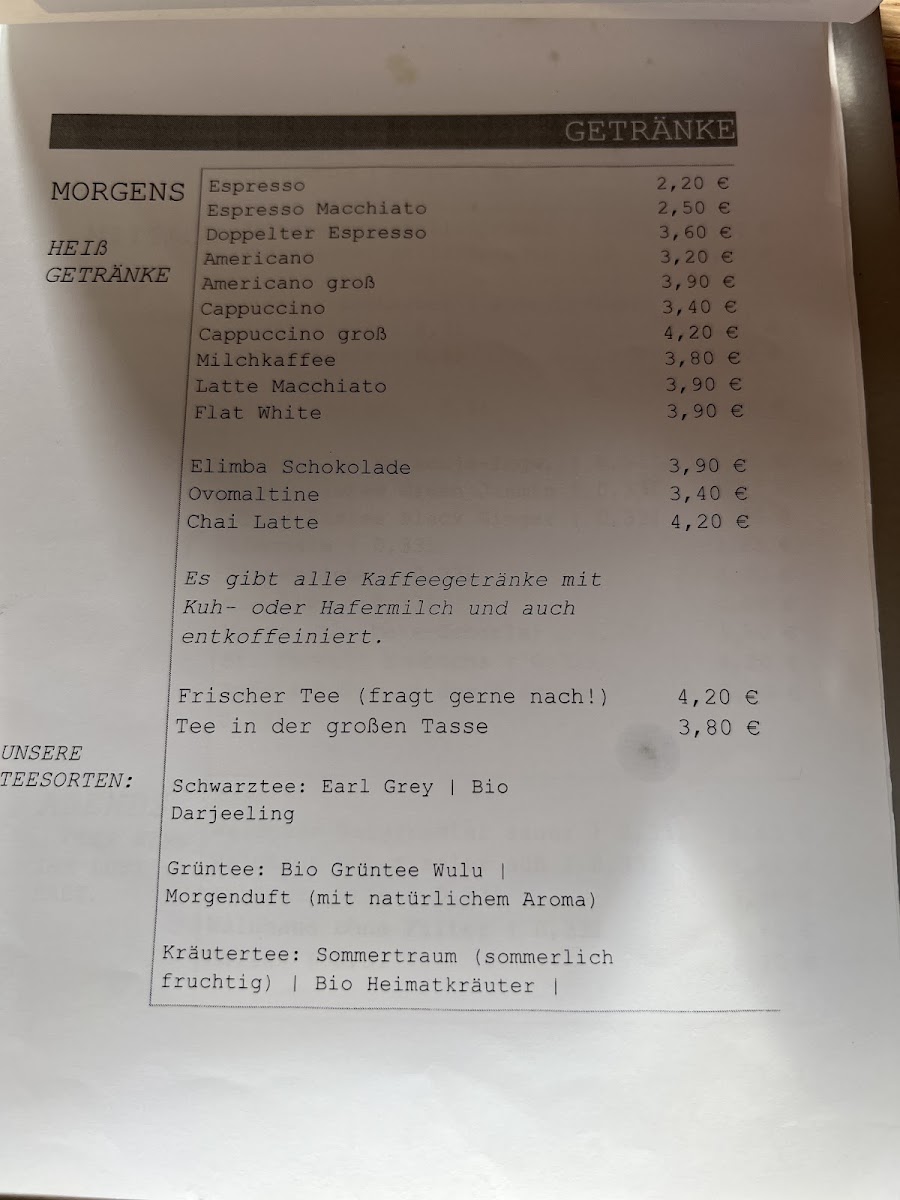 GETRÄNKE
MORGENS
HEIß
GETRÄNKE
Espresso 2,20 €
Espresso Macchiato 2,50 €
Doppelter Espresso 3,60 €
Americano 3,20 €
Americano groß 3,90 €
Cappuccino 3,40 €
Cappuccino groß 4,20 €
Milchkaffee 3,80 €
Latte Macchiato 3,90 €
Flat White 3,90 €
Elimba Schokolade 3,90 €
Ovomaltine 3,40 €
Chai Latte 4,20 €
Es gibt alle Kaffeegetränke mit
Kuh- oder Hafermilch und auch
entkoffeiniert.
Frischer Tee (fragt gerne nach!) 4,20 €
Tee in der großen Tasse 3,80 €
UNSERE
TEESORTEN:
Schwarztee: Earl Grey | Bio
Darjeeling
Grüntee: Bio Grüntee Wulu |
Morgenduft (mit natürlichem Aroma)
Kräutertee: Sommertraum (sommerlich
fruchtig) | Bio Heimatkräuter |